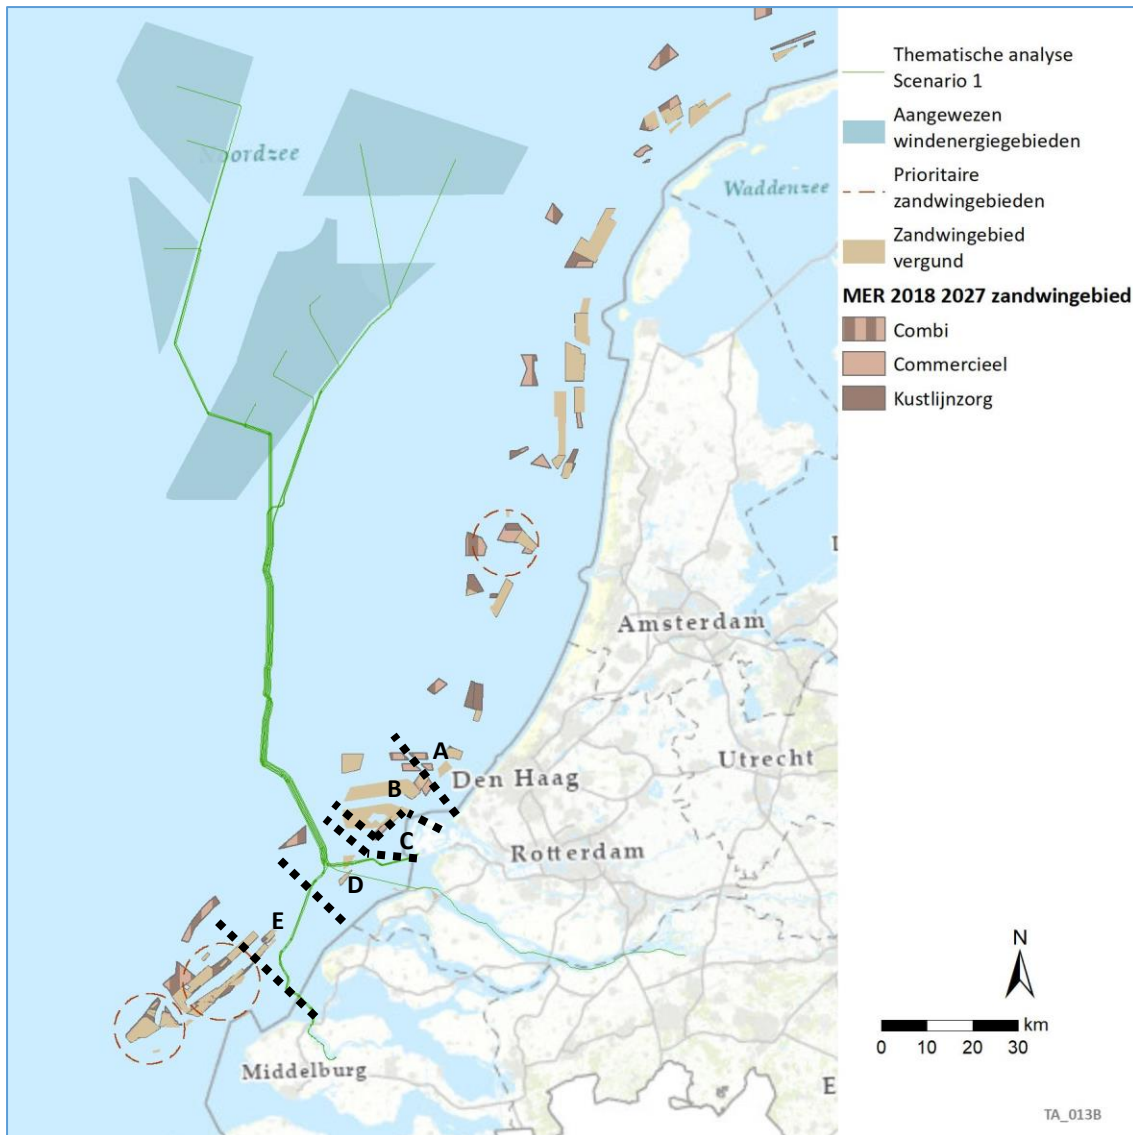 Noordzee
Waddenzee
Amsterdam
Utrecht
A
Den Haag
B
C
Rotterdam
D
E
Middelburg
E
Thematische analyse
Scenario 1
Aangewezen
windenergiegebieden
Prioritaire
zandwingebieden
Zandwingebied
vergund
MER 2018 2027 zandwingebied
Combi
Commercieel
Kustlijnzorg
N
km
0 10 20 30
TA_013B